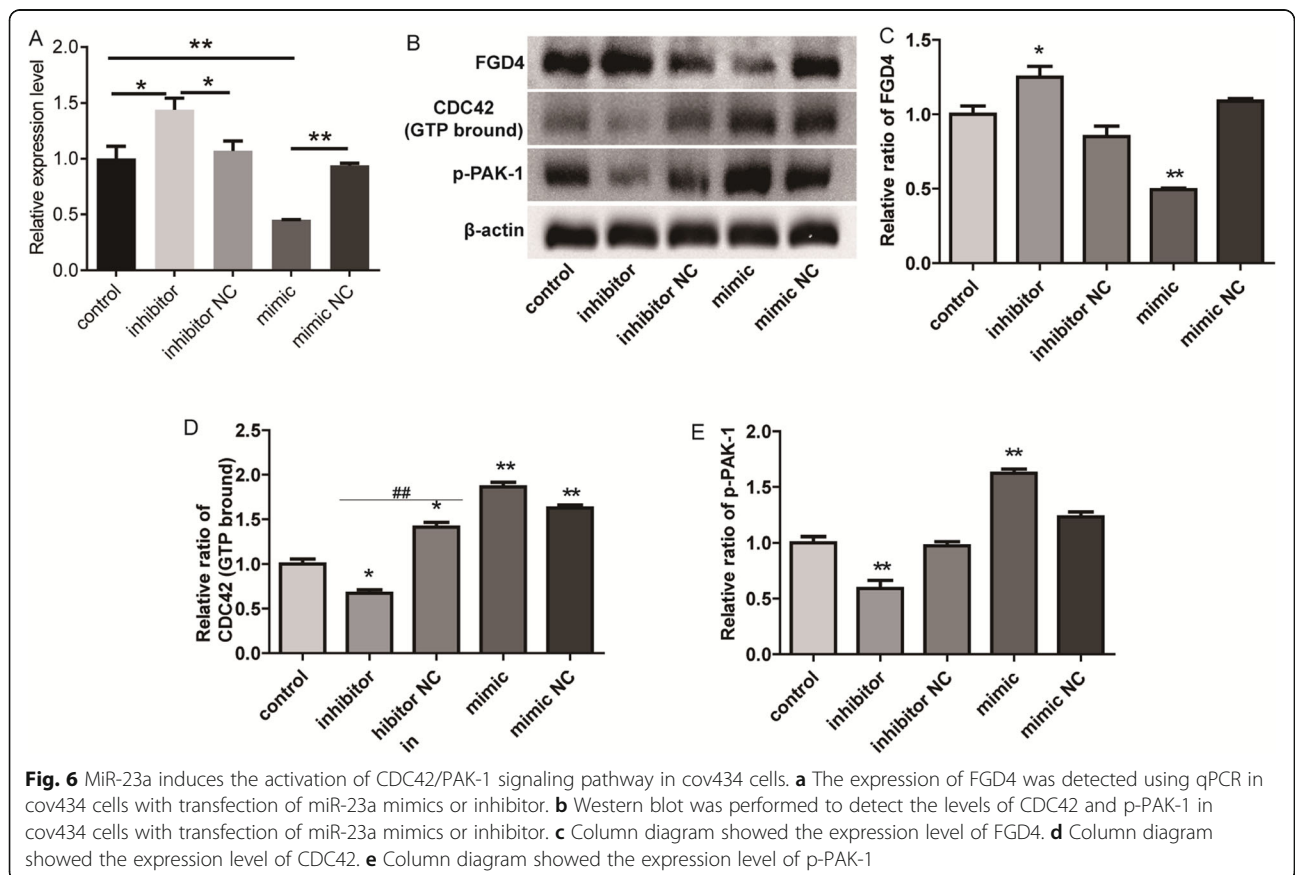 A
Relative expression level
2.0
1.5
1.0
0.5
0.0
**
*
*
**
control
inhibitor
inhibitor NC
mimic
mimic NC
B
FGD4
CDC42
(GTP bound)
p-PAK-1
β-actin
control
inhibitor
inhibitor NC
mimic
mimic NC
C
Relative ratio of FGD4
1.5
1.0
0.5
0.0
*
**
control
inhibitor
inhibitor NC
mimic
mimic NC
D
Relative ratio of
CDC42 (GTP bound)
2.5
2.0
1.5
1.0
0.5
0.0
##
*
*
**
**
control
inhibitor
hibitor NC
in
mimic
mimic NC
E
Relative ratio of p-PAK-1
2.0
1.5
1.0
0.5
0.0
**
**
control
inhibitor
inhibitor NC
mimic
mimic NC
Fig. 6 MiR-23a induces the activation of CDC42/PAK-1 signaling pathway in cov434 cells. a The expression of FGD4 was detected using qPCR in
cov434 cells with transfection of miR-23a mimics or inhibitor. b Western blot was performed to detect the levels of CDC42 and p-PAK-1 in
cov434 cells with transfection of miR-23a mimics or inhibitor. c Column diagram showed the expression level of FGD4. d Column diagram
showed the expression level of CDC42. e Column diagram showed the expression level of p-PAK-1